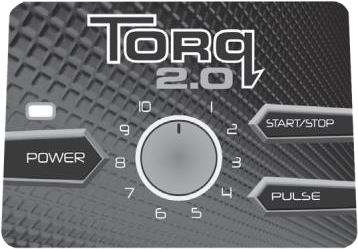 TORQ
2.0
10 1
9 2 START/STOP
POWER 8 3
7 4 PULSE
6 5